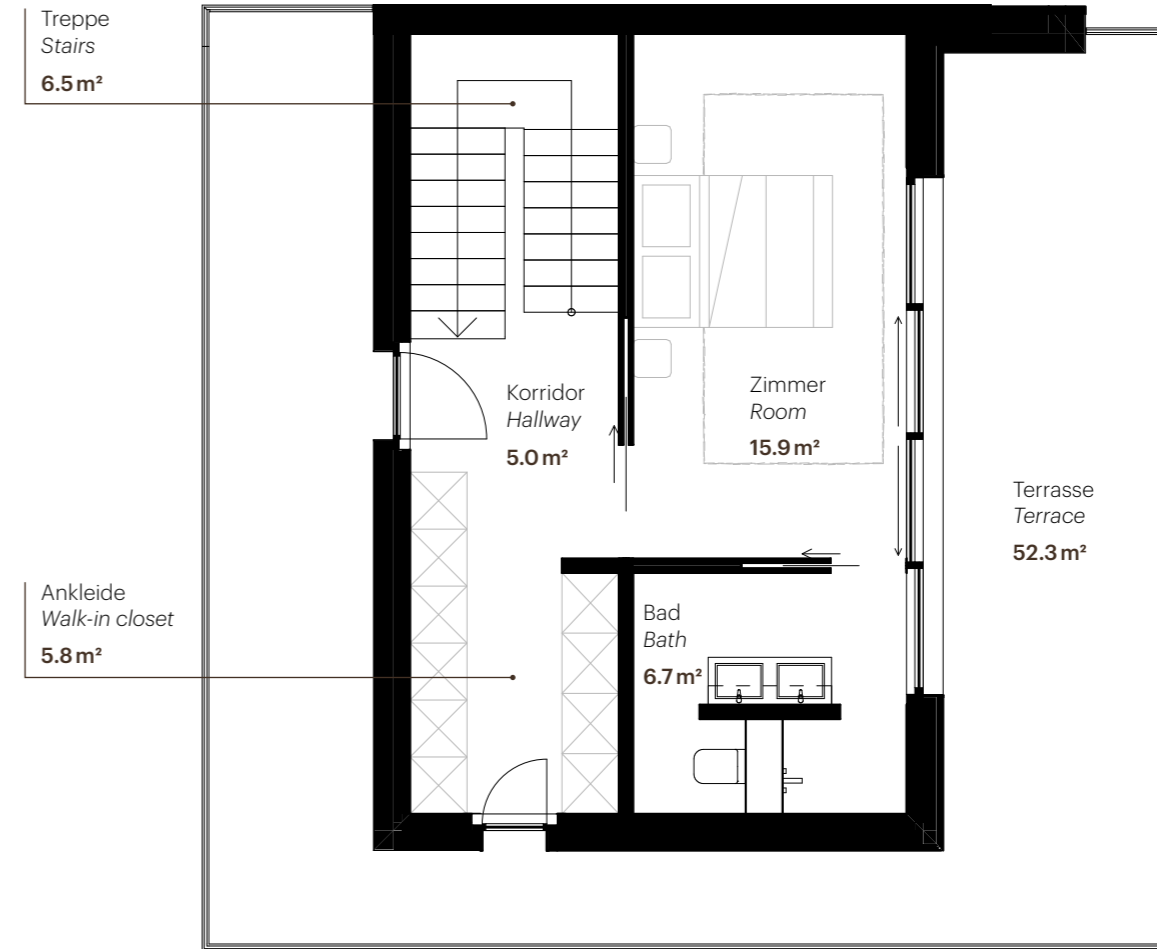 Treppe
Stairs
6.5 m²
Korridor
Hallway
5.0 m²
Zimmer
Room
15.9 m²
Terrasse
Terrace
52.3 m²
Ankleide
Walk-in closet
5.8 m²
Bad
Bath
6.7 m²